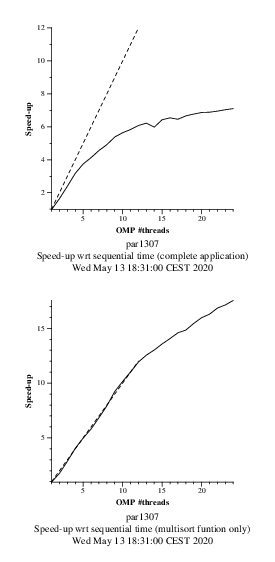 12
10
8
6
4
2
Speed-up
5
10
15
20
OMP #threads
par1307
Speed-up wrt sequential time (complete application)
Wed May 13 18:31:00 CEST 2020
15
10
5
Speed-up
5
10
15
20
OMP #threads
par1307
Speed-up wrt sequential time (multisort funtion only)
Wed May 13 18:31:00 CEST 2020